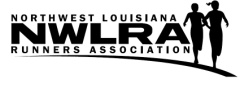 NORTHWEST LOUISIANA
NWLRA
RUNNERS ASSOCIATION